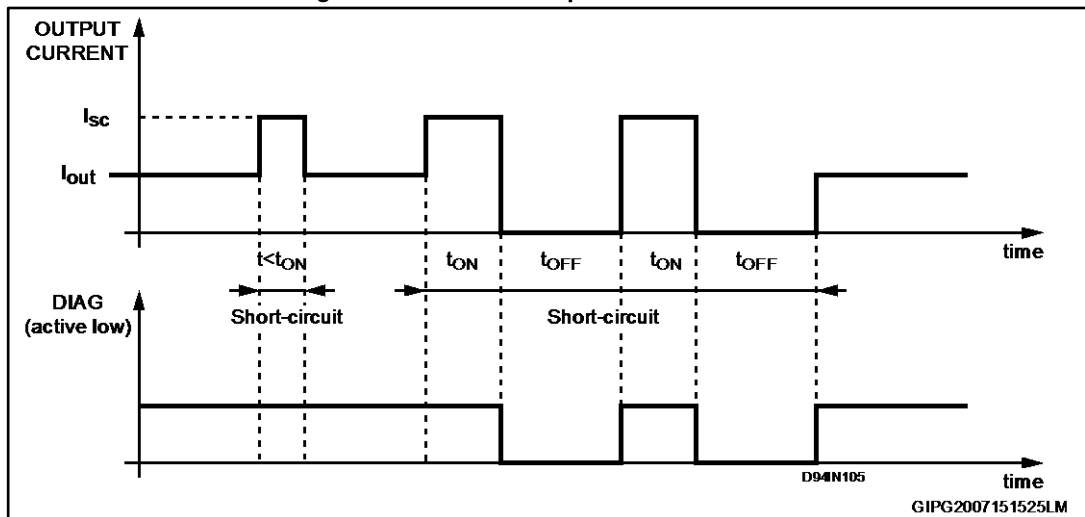 OUTPUT
CURRENT
Isc
Iout
time
t<tON
tON
tOFF
tON
tOFF
DIAG
(active low)
Short-circuit
Short-circuit
D94IN105
time
GIPG2007151525LM